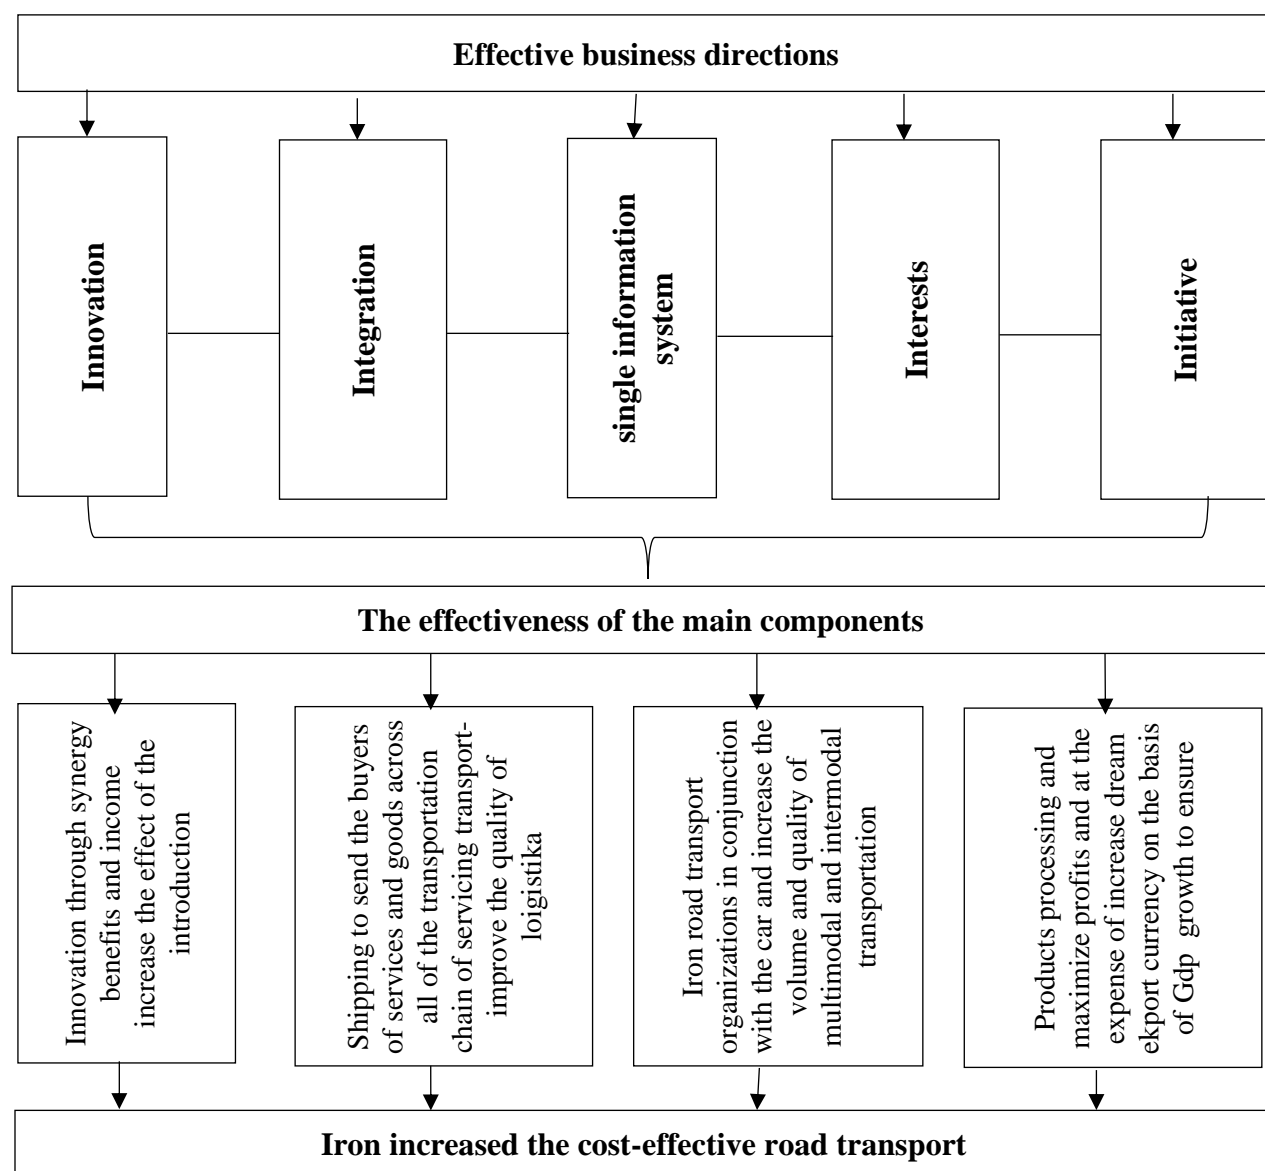 Effective business directions
Innovation
Integration
single information
system
Interests
Initiative
The effectiveness of the main components
Innovation through synergy
benefits and income
increase the effect of the
introduction
Shipping to send the buyers
of services and goods across
all of the transportation
chain of servicing transport-
improve the quality of
loigistika
Iron road transport
organizations in conjunction
with the car and increase the
volume and quality of
multimodal and intermodal
transportation
Products processing and
maximize profits and at the
expense of increase dream
ekport currency on the basis
of Gdp growth to ensure
Iron increased the cost-effective road transport